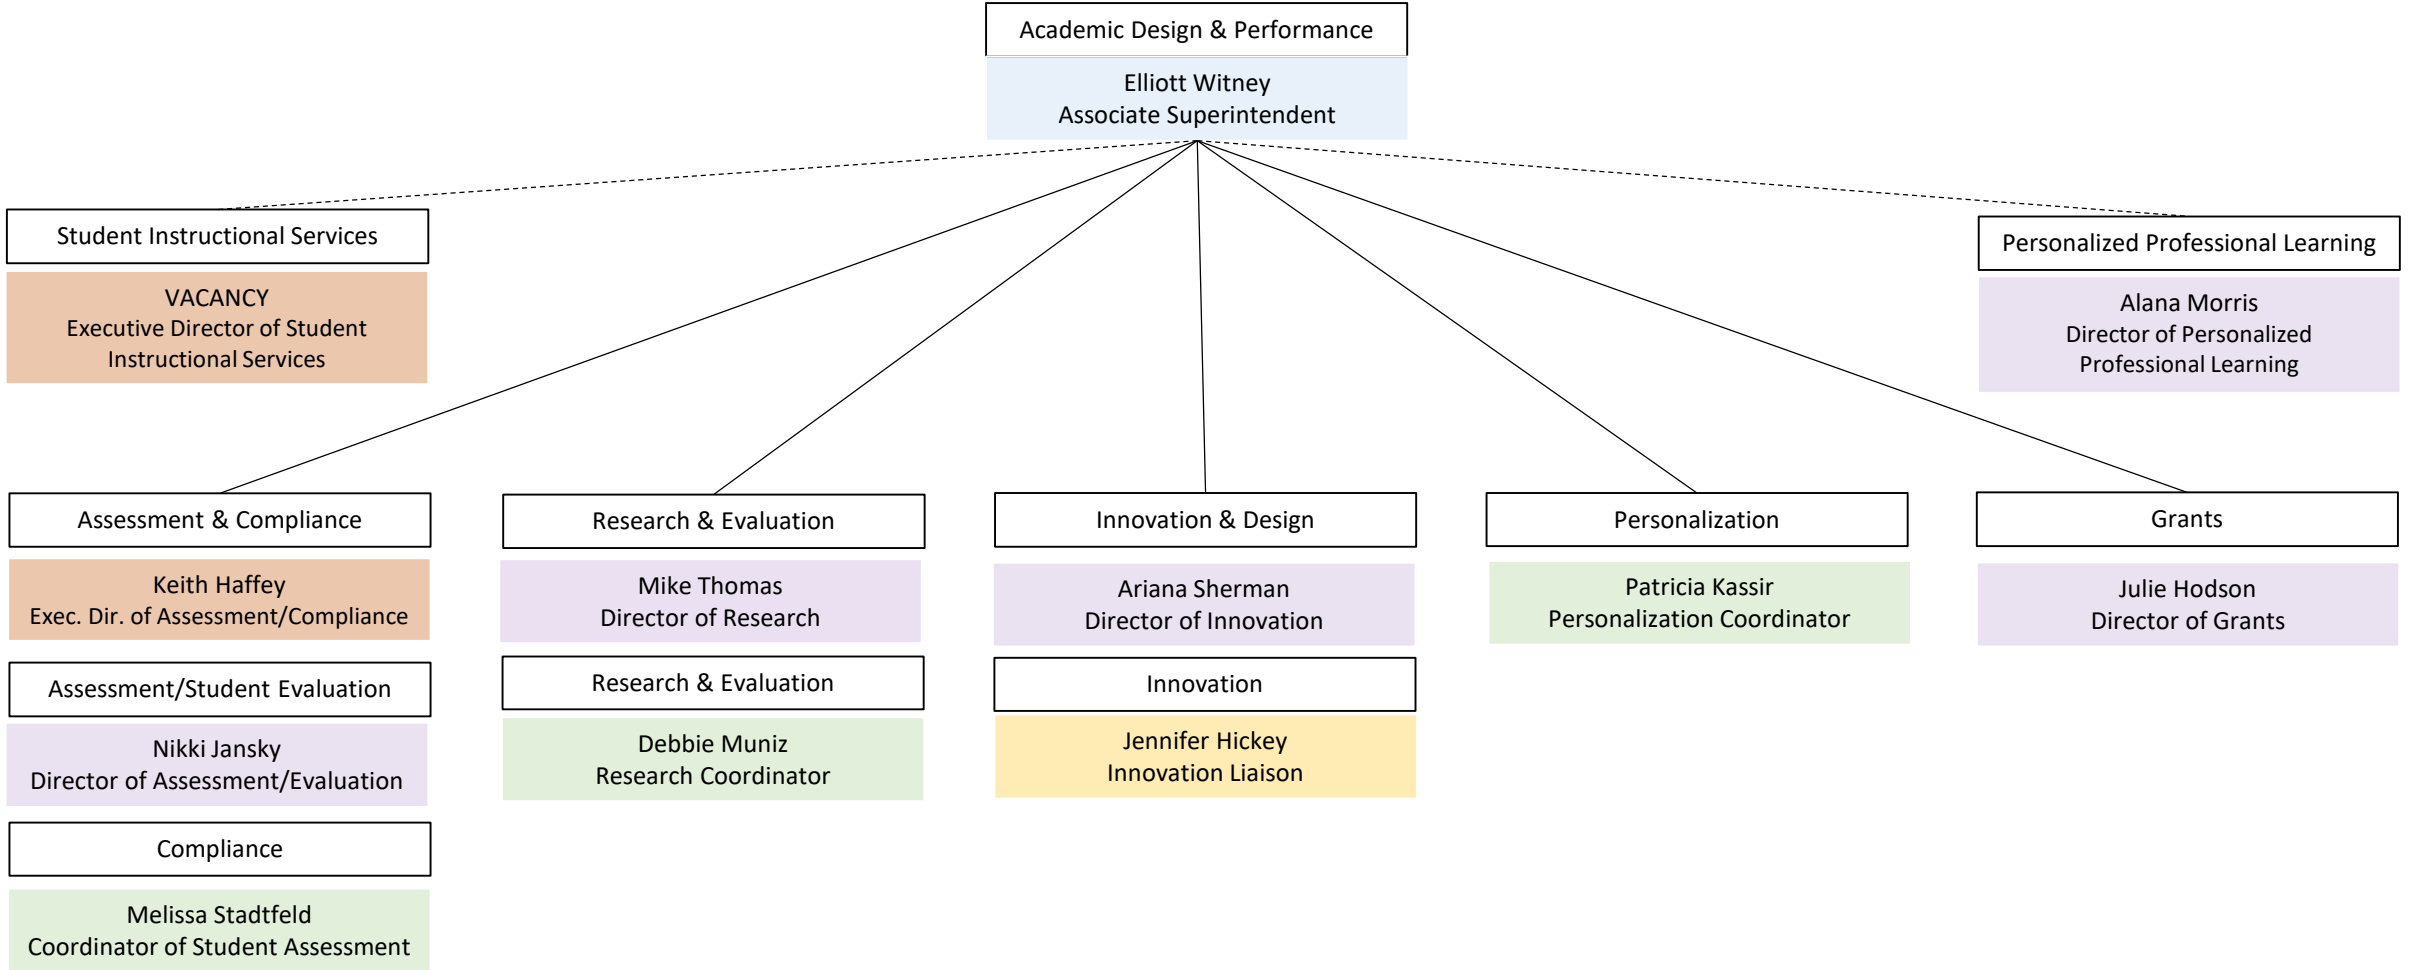 Academic Design & Performance
Elliott Witney
Associate Superintendent
Student Instructional Services
VACANCY
Executive Director of Student
Instructional Services
Personalized Professional Learning
Alana Morris
Director of Personalized
Professional Learning
Assessment & Compliance
Keith Haffey
Exec. Dir. of Assessment/Compliance
Assessment/Student Evaluation
Nikki Jansky
Director of Assessment/Evaluation
Compliance
Melissa Stadtfeld
Coordinator of Student Assessment
Research & Evaluation
Mike Thomas
Director of Research
Research & Evaluation
Debbie Muniz
Research Coordinator
Innovation & Design
Ariana Sherman
Director of Innovation
Innovation
Jennifer Hickey
Innovation Liaison
Personalization
Patricia Kassir
Personalization Coordinator
Grants
Julie Hodson
Director of Grants